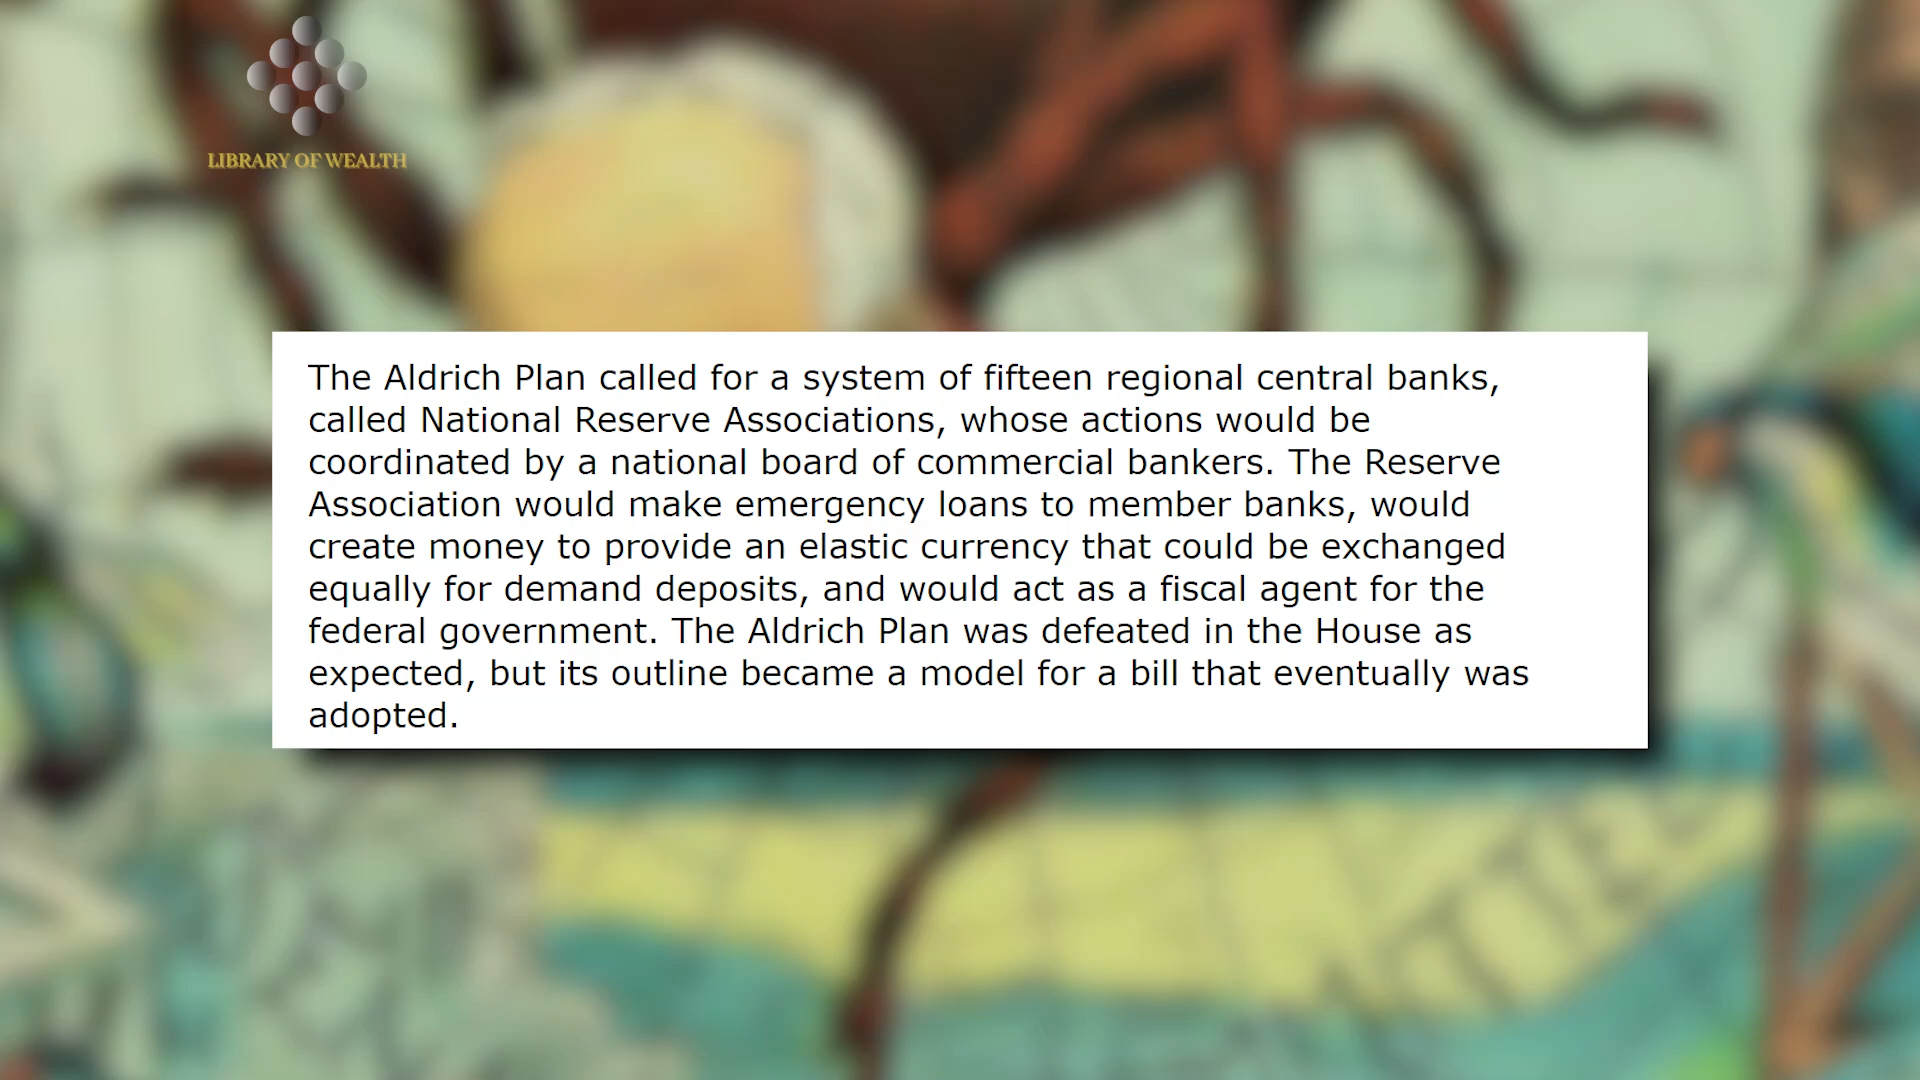 LIBRARY OF WEALTH
The Aldrich Plan called for a system of fifteen regional central banks,
called National Reserve Associations, whose actions would be
coordinated by a national board of commercial bankers. The Reserve
Association would make emergency loans to member banks, would
create money to provide an elastic currency that could be exchanged
equally for demand deposits, and would act as a fiscal agent for the
federal government. The Aldrich Plan was defeated in the House as
expected, but its outline became a model for a bill that eventually was
adopted.